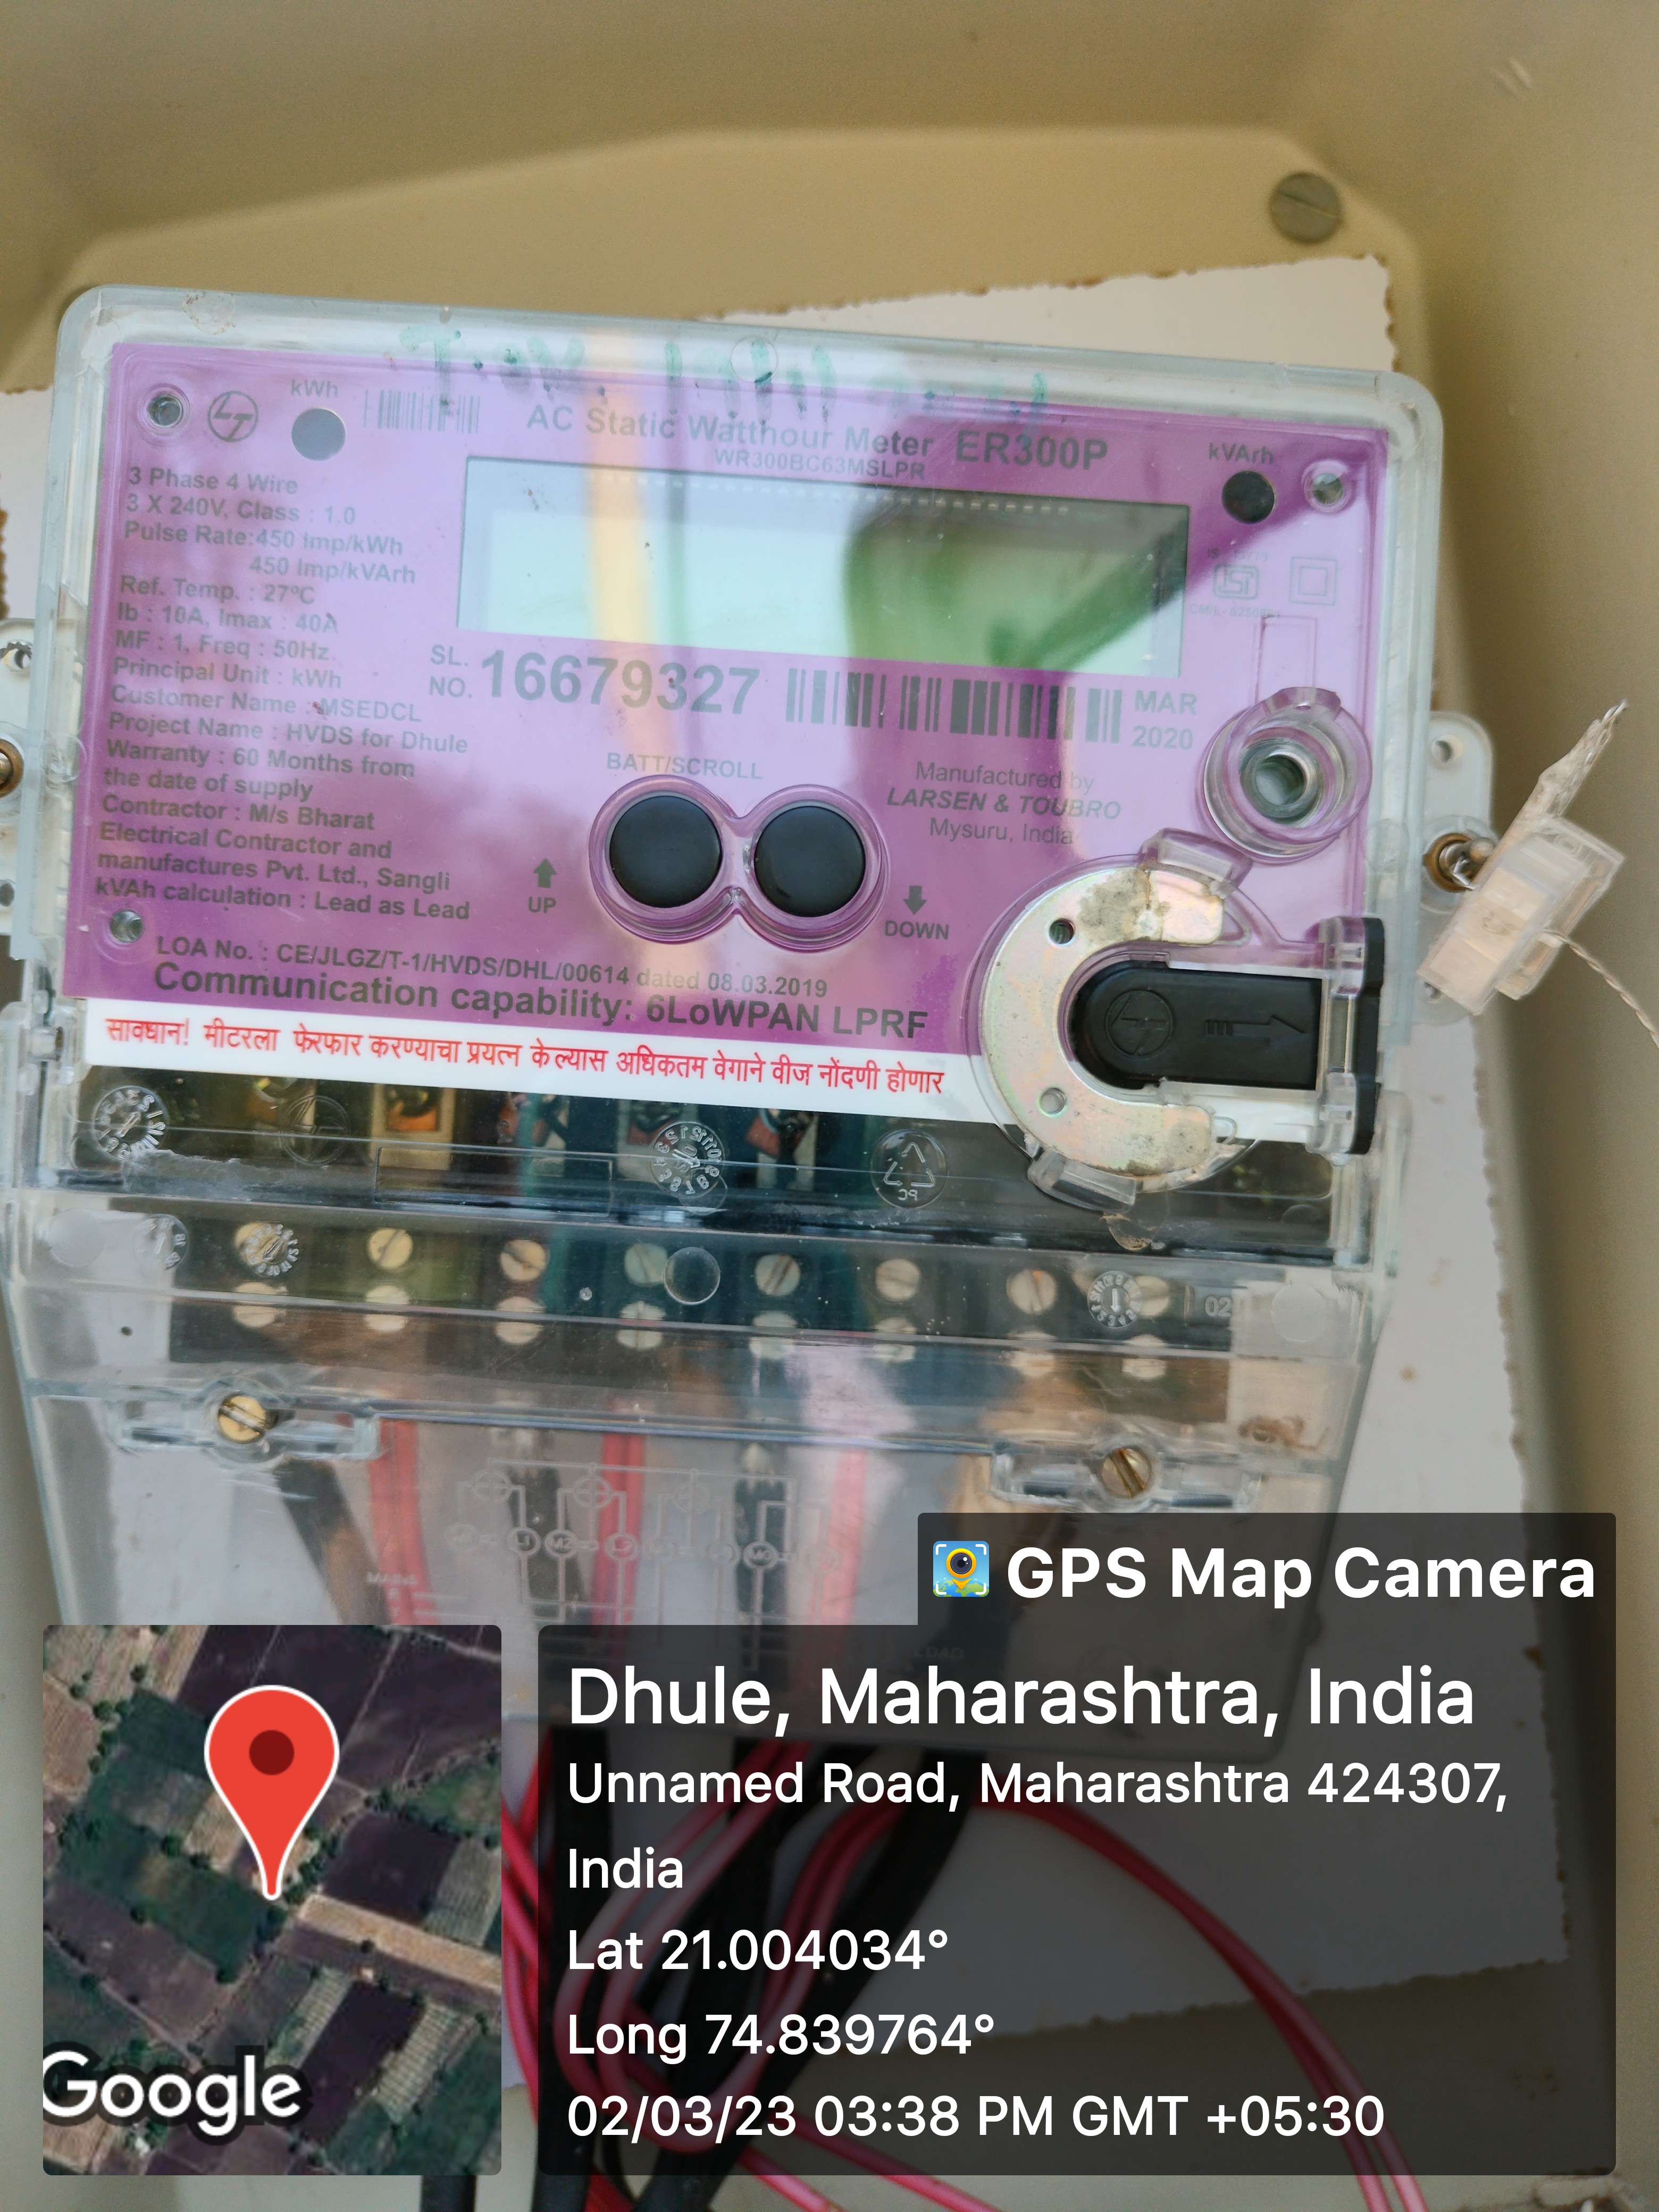 kWh
AC Static Watthour Meter ER300P
WR300BC63MSLPR
kVArh
3 Phase 4 Wire
3 X 240V, Class : 1.0
Pulse Rate:450 Imp/kWh
450 Imp/kVArh
Ref. Temp. : 27°C
Ib : 10A, Imax : 40A
MF : 1, Freq : 50Hz
Principal Unit : kWh
Customer Name : MSEDCL
Project Name : HVDS for Dhule
Warranty : 60 Months from
the date of supply
Contractor : M/s Bharat
Electrical Contractor and
manufactures Pvt. Ltd., Sangli
kVAh calculation : Lead as Lead
SL. NO. 16679327
MAR
2020
BATT/SCROLL
Manufactured by
LARSEN & TOUBRO
Mysuru, India
UP
DOWN
LOA No. : CE/JLGZ/T-1/HVDS/DHL/00614 dated 08.03.2019
Communication capability: 6LoWPAN LPRF
सावधान! मीटरला फेरफार करण्याचा प्रयत्न केल्यास अधिकतम वेगाने वीज नोंदणी होणार
PC
02
MAINS
LOAD
GPS Map Camera
Dhule, Maharashtra, India
Unnamed Road, Maharashtra 424307,
India
Lat 21.004034°
Long 74.839764°
02/03/23 03:38 PM GMT +05:30
Google